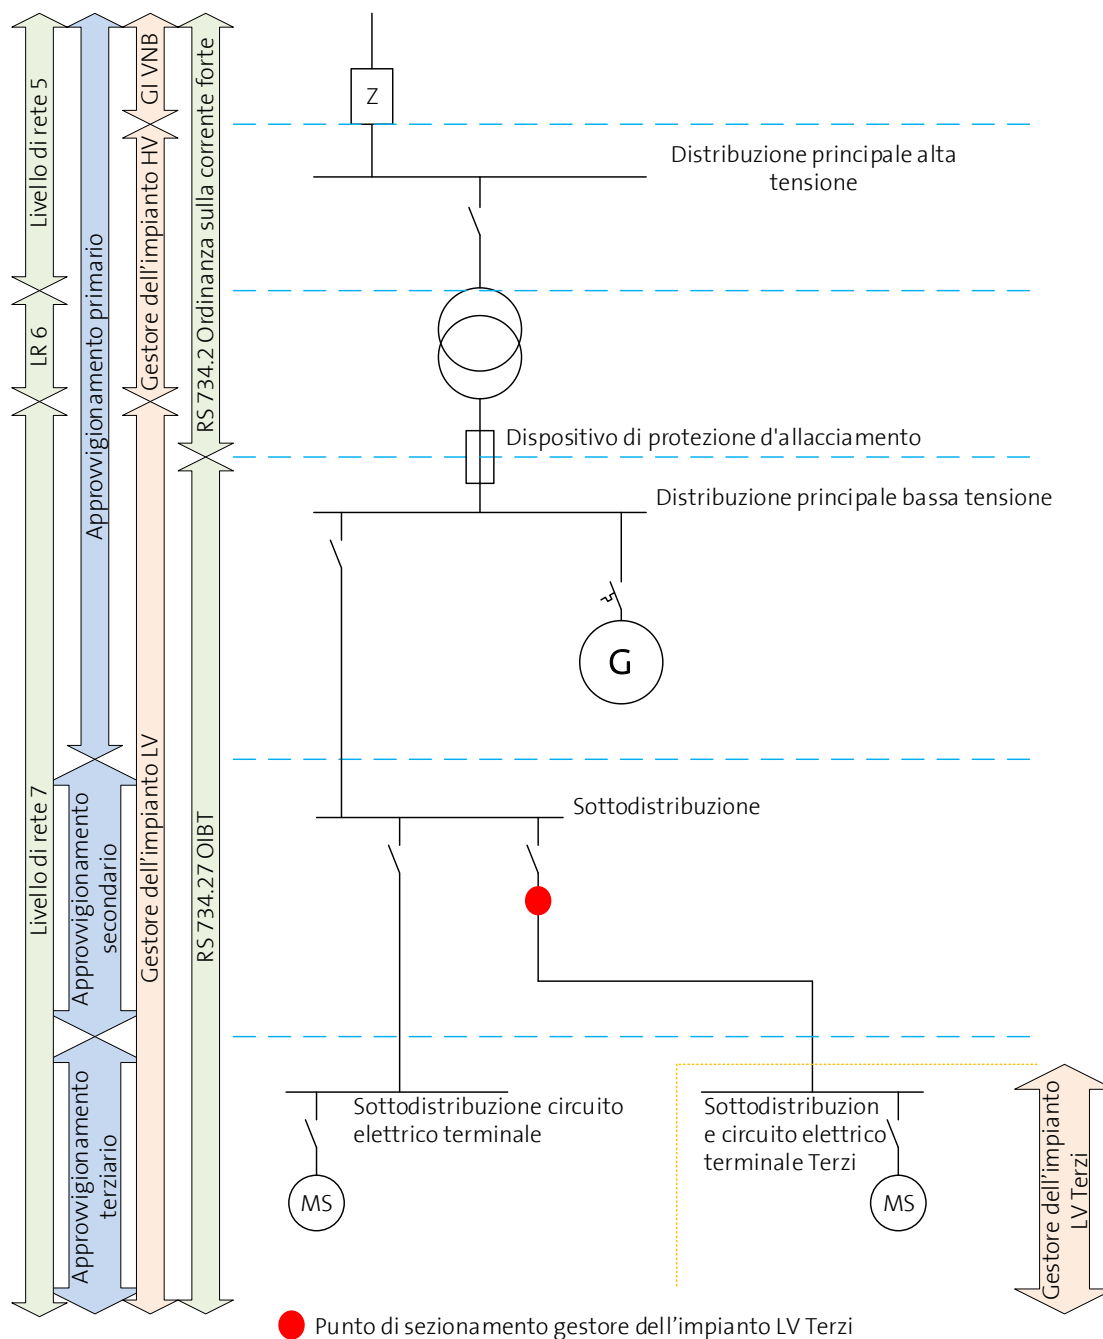 Livello di rete 5
LR 6
Livello di rete 7
Approvvigionamento primario
Approvvigionamento
secondario
Approvvigionamento
terziario
GI VNB
Gestore dell'impianto HV
Gestore dell'impianto LV
RS 734.2 Ordinanza sulla corrente forte
RS 734.27 OIBT
Z
Distribuzione principale alta
tensione
Dispositivo di protezione d'allacciamento
Distribuzione principale bassa tensione
G
Sottodistribuzione
Sottodistribuzione circuito
elettrico terminale
MS
Sottodistribuzion
e circuito elettrico
terminale Terzi
MS
Gestore dell'impianto
LV Terzi
Punto di sezionamento gestore dell'impianto LV Terzi